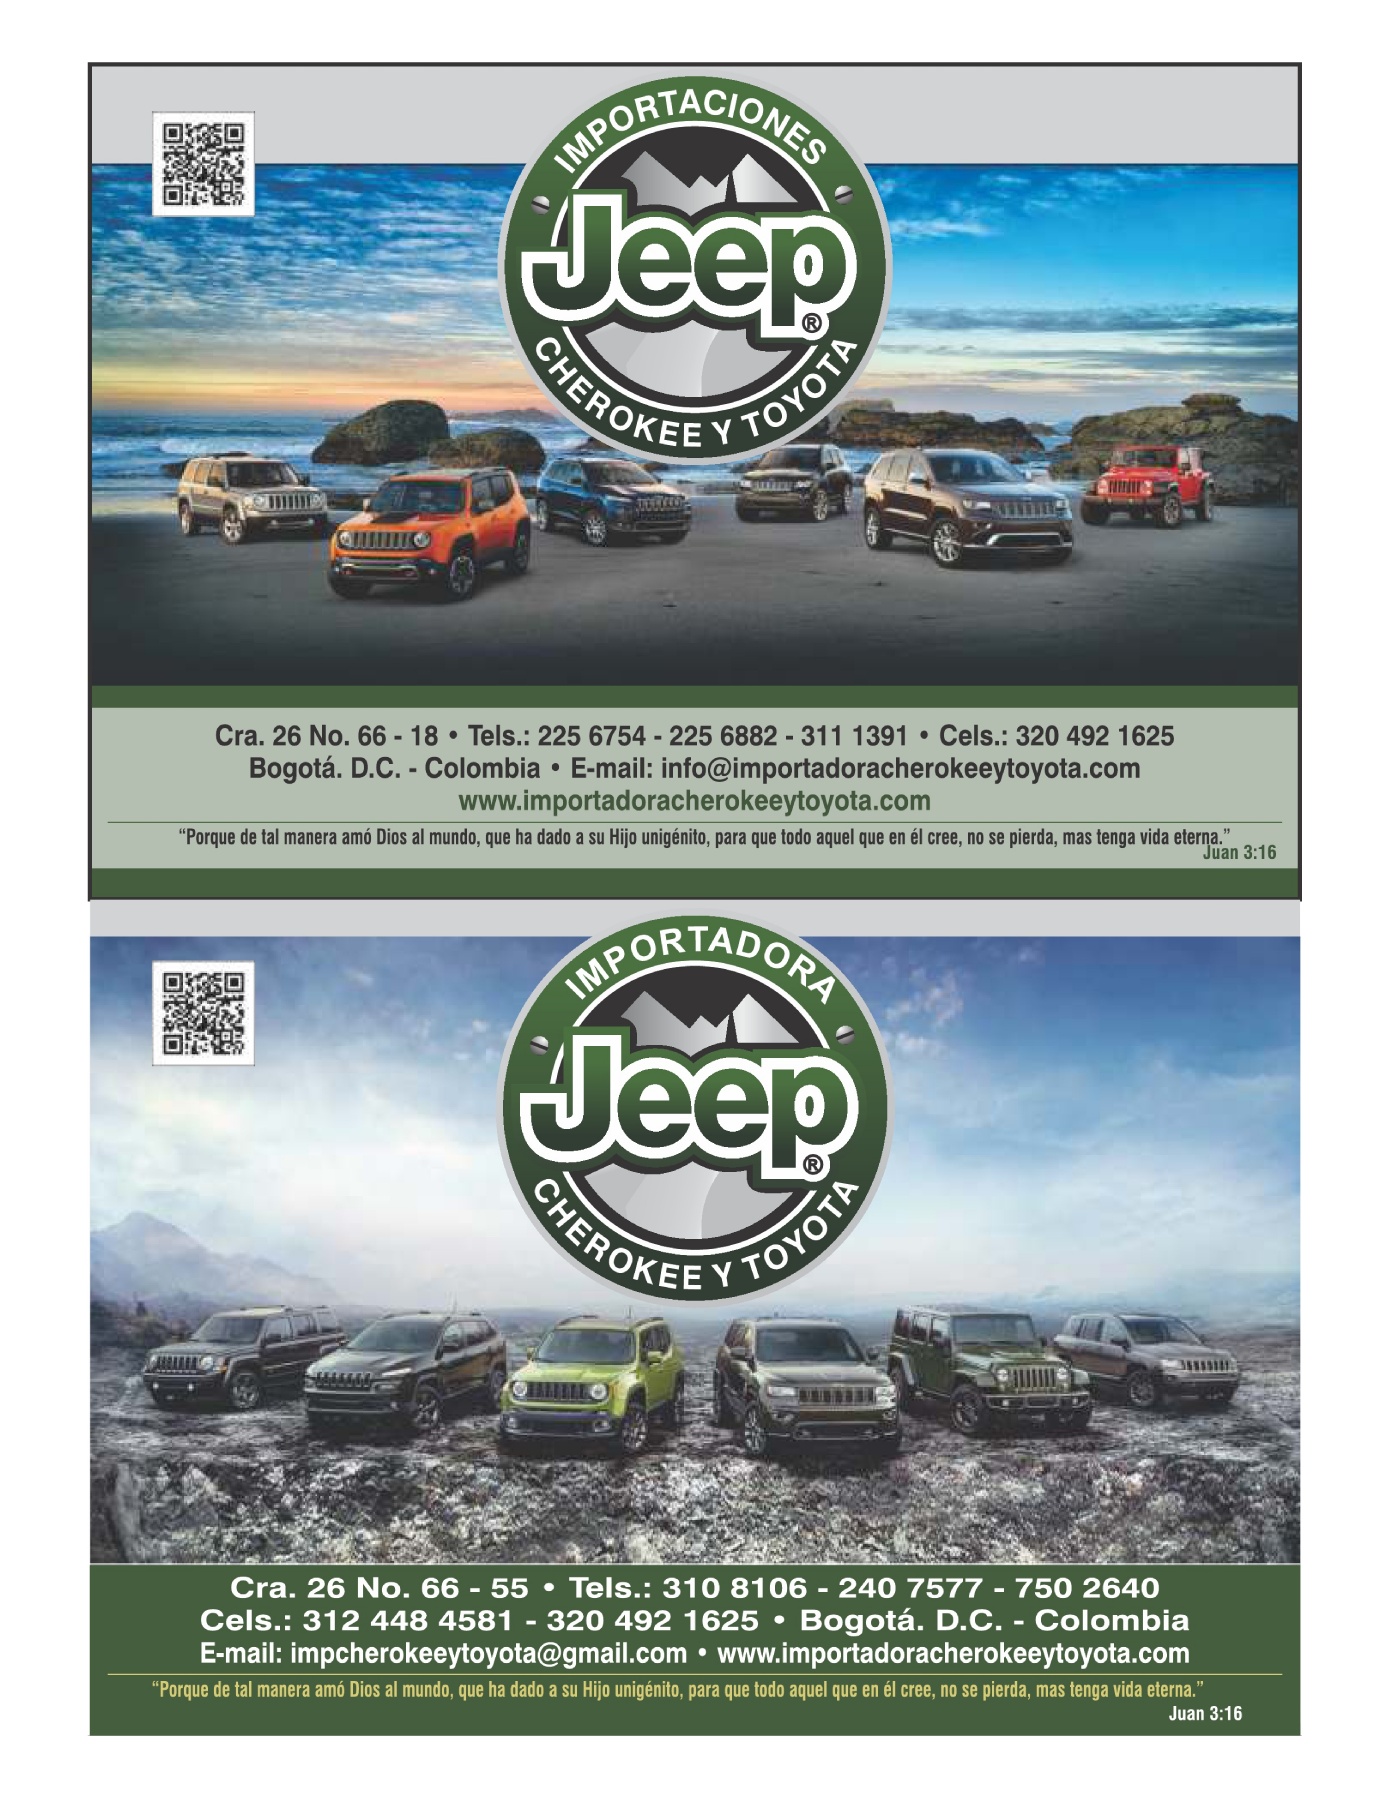 IMPORTACIONES
Jeep
®
CHEROKEE Y TOYOTA
Cra. 26 No. 66 - 18 • Tels.: 225 6754 - 225 6882 - 311 1391 • Cels.: 320 492 1625
Bogotá. D.C. - Colombia • E-mail: info@importadoracherokeeytoyota.com
www.importadoracherokeeytoyota.com
“Porque de tal manera amó Dios al mundo, que ha dado a su Hijo unigénito, para que todo aquel que en él cree, no se pierda, mas tenga vida eterna.”
Juan 3:16
IMPORTADORA
Jeep
®
CHEROKEE Y TOYOTA
Cra. 26 No. 66 - 55 • Tels.: 310 8106 - 240 7577 - 750 2640
Cels.: 312 448 4581 - 320 492 1625 • Bogotá. D.C. - Colombia
E-mail: impcherokeeytoyota@gmail.com • www.importadoracherokeeytoyota.com
“Porque de tal manera amó Dios al mundo, que ha dado a su Hijo unigénito, para que todo aquel que en él cree, no se pierda, mas tenga vida eterna.”
Juan 3:16